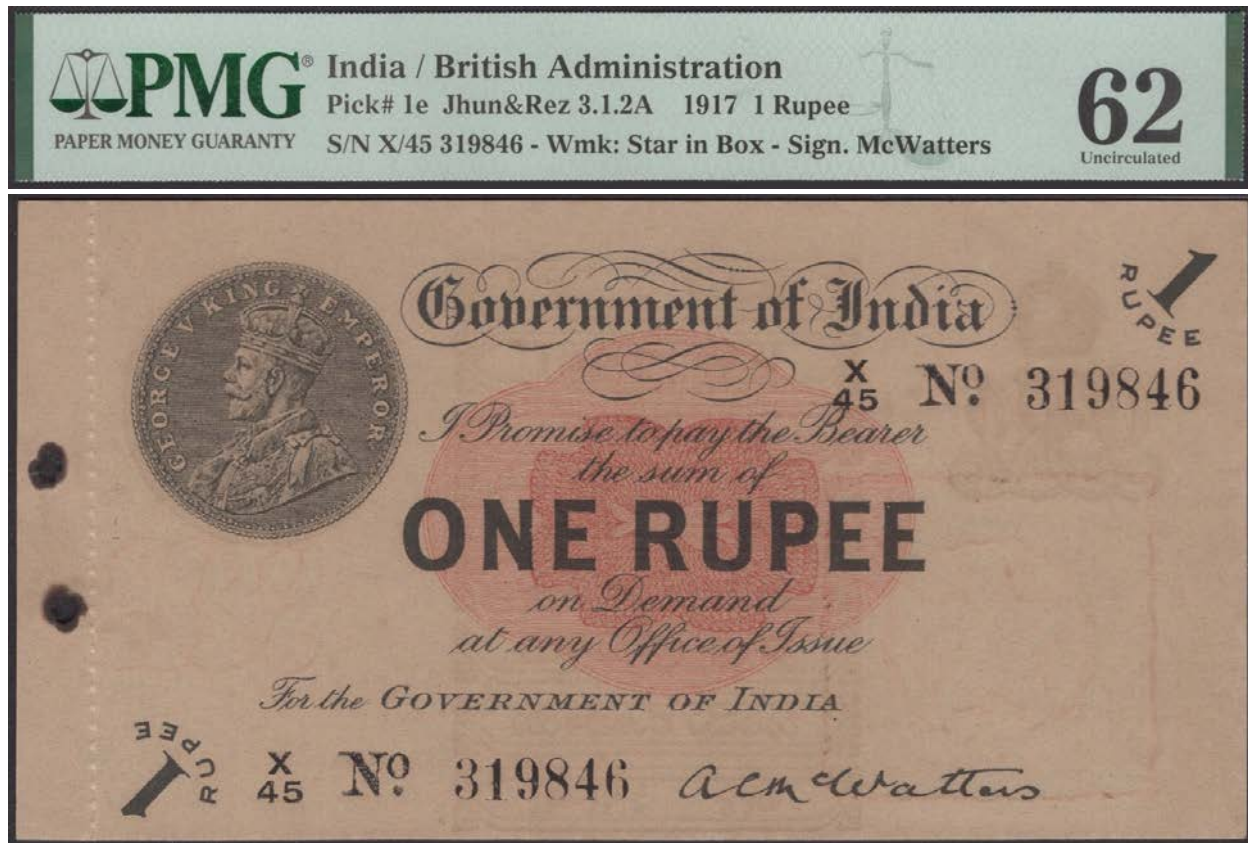 PMG®
PAPER MONEY GUARANTY
India / British Administration
Pick# 1e Jhun&Rez 3.1.2A 1917 1 Rupee
S/N X/45 319846 - Wmk: Star in Box - Sign. McWatters
62
Uncirculated
GEORGE V KING EMPEROR
Government of India
1
RUPEE
X
45 Nº 319846
I Promise to pay the Bearer
the sum of
ONE RUPEE
on Demand
at any Office of Issue
For the GOVERNMENT OF INDIA
1
RUPEE
X
45 Nº 319846 A C McWatters